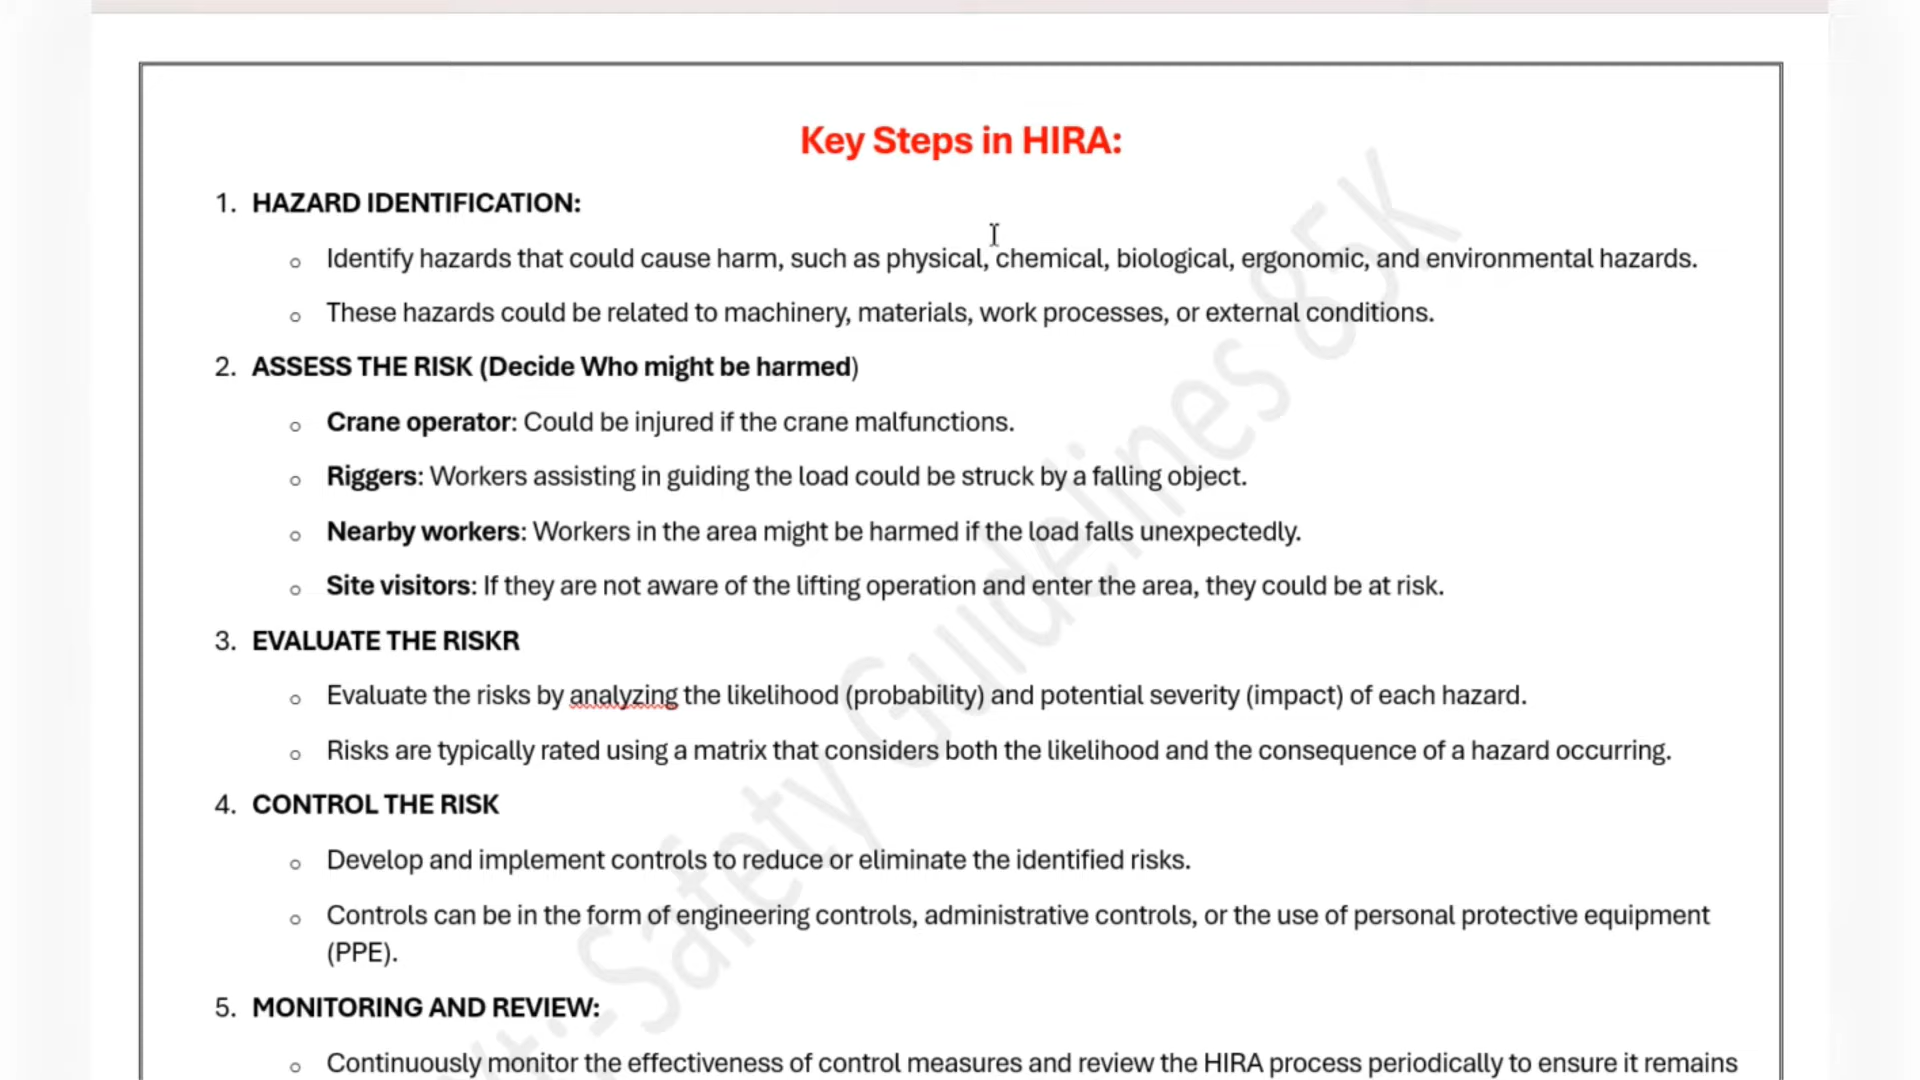 Key Steps in HIRA:
1. HAZARD IDENTIFICATION:
o Identify hazards that could cause harm, such as physical, chemical, biological, ergonomic, and environmental hazards.
o These hazards could be related to machinery, materials, work processes, or external conditions.
2. ASSESS THE RISK (Decide Who might be harmed)
o Crane operator: Could be injured if the crane malfunctions.
o Riggers: Workers assisting in guiding the load could be struck by a falling object.
o Nearby workers: Workers in the area might be harmed if the load falls unexpectedly.
o Site visitors: If they are not aware of the lifting operation and enter the area, they could be at risk.
3. EVALUATE THE RISKR
o Evaluate the risks by analyzing the likelihood (probability) and potential severity (impact) of each hazard.
o Risks are typically rated using a matrix that considers both the likelihood and the consequence of a hazard occurring.
4. CONTROL THE RISK
o Develop and implement controls to reduce or eliminate the identified risks.
o Controls can be in the form of engineering controls, administrative controls, or the use of personal protective equipment
(PPE).
5. MONITORING AND REVIEW:
o Continuously monitor the effectiveness of control measures and review the HIRA process periodically to ensure it remains
Safety Guidelines 85K